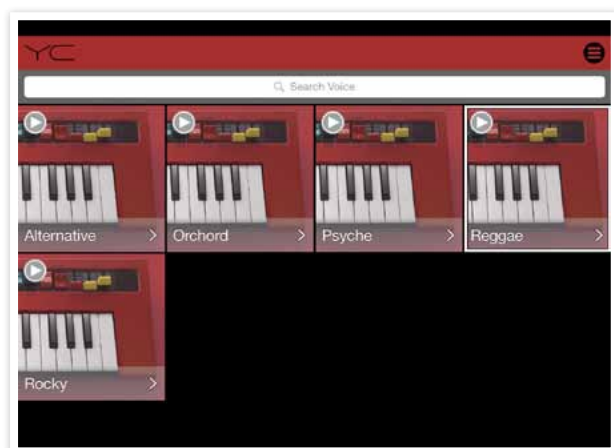 YC
Search Voice
Alternative
Orchord
Psyche
Reggae
Rocky